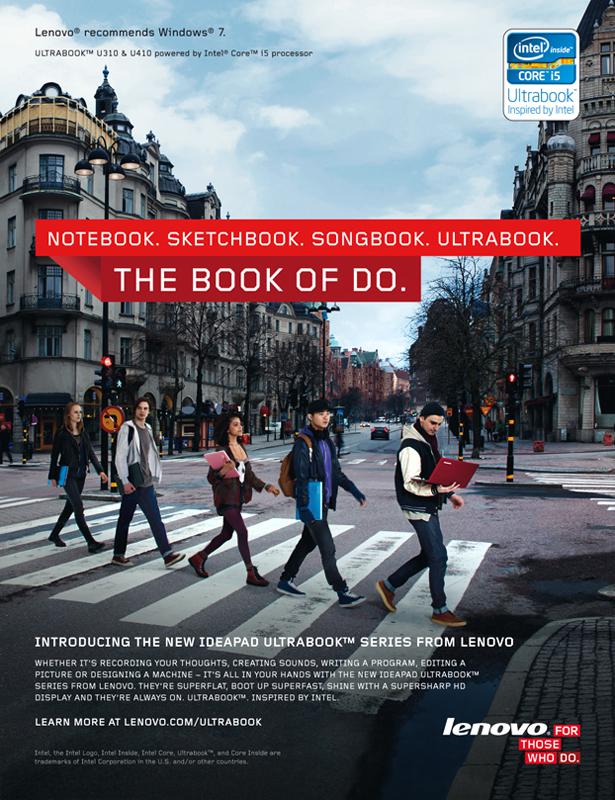 Lenovo® recommends Windows® 7.
ULTRABOOK™ U310 & U410 powered by Intel® Core™ i5 processor
intel inside™
CORE™ i5
Ultrabook™
Inspired by Intel
NOTEBOOK. SKETCHBOOK. SONGBOOK. ULTRABOOK.
THE BOOK OF DO.
INTRODUCING THE NEW IDEAPAD ULTRABOOK™ SERIES FROM LENOVO
WHETHER IT'S RECORDING YOUR THOUGHTS, CREATING SOUNDS, WRITING A PROGRAM, EDITING A
PICTURE OR DESIGNING A MACHINE – IT'S ALL IN YOUR HANDS WITH THE NEW IDEAPAD ULTRABOOK™
SERIES FROM LENOVO. THEY'RE SUPERFLAT, BOOT UP SUPERFAST, SHINE WITH A SUPERSHARP HD
DISPLAY AND THEY'RE ALWAYS ON. ULTRABOOK™. INSPIRED BY INTEL.
LEARN MORE AT LENOVO.COM/ULTRABOOK
lenovo® FOR
THOSE
WHO DO.
Intel, the Intel Logo, Intel Inside, Intel Core, Ultrabook™, and Core Inside are
trademarks of Intel Corporation in the U.S. and/or other countries.